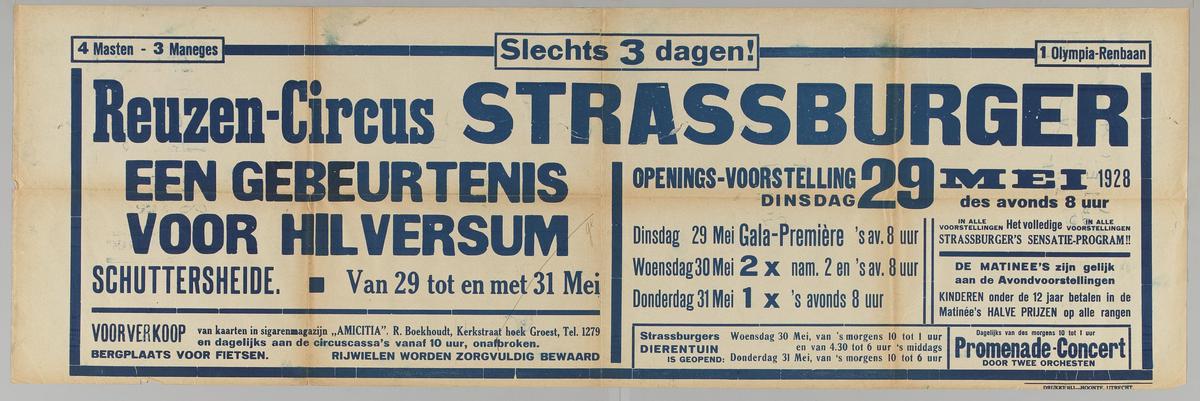 4 Masten - 3 Maneges
Slechts 3 dagen!
1 Olympia-Renbaan
Reuzen-Circus STRASSBURGER
EEN GEBEURTENIS
VOOR HILVERSUM
SCHUTTERSHEIDE. ■ Van 29 tot en met 31 Mei
VOORVERKOOP van kaarten in sigarenmagazijn „AMICITIA". R. Boekhoudt, Kerkstraat hoek Groest, Tel. 1279
en dagelijks aan de circuscassa's vanaf 10 uur, onafbroken.
BERGPLAATS VOOR FIETSEN. RIJWIELEN WORDEN ZORGVULDIG BEWAARD
OPENINGS-VOORSTELLING 29 MEI 1928
DINSDAG des avonds 8 uur
Dinsdag 29 Mei Gala-Première 's av. 8 uur
Woensdag 30 Mei 2 x nam. 2 en 's av. 8 uur
Donderdag 31 Mei 1 x 's avonds 8 uur
IN ALLE VOORSTELLINGEN Het volledige IN ALLE VOORSTELLINGEN
STRASSBURGER'S SENSATIE-PROGRAM!!
DE MATINEE'S zijn gelijk
aan de Avondvoorstellingen
KINDEREN onder de 12 jaar betalen in de
Matinée's HALVE PRIJZEN op alle rangen
Strassburgers
DIERENTUIN
IS GEOPEND:
Woensdag 30 Mei, van 's morgens 10 tot 1 uur
en van 4.30 tot 6 uur 's middags
Donderdag 31 Mei, van 's morgens 10 tot 6 uur
Dagelijks van des morgens 10 tot 1 uur
Promenade-Concert
DOOR TWEE ORCHESTEN
DRUKKERIJ—HOONTE, UTRECHT.